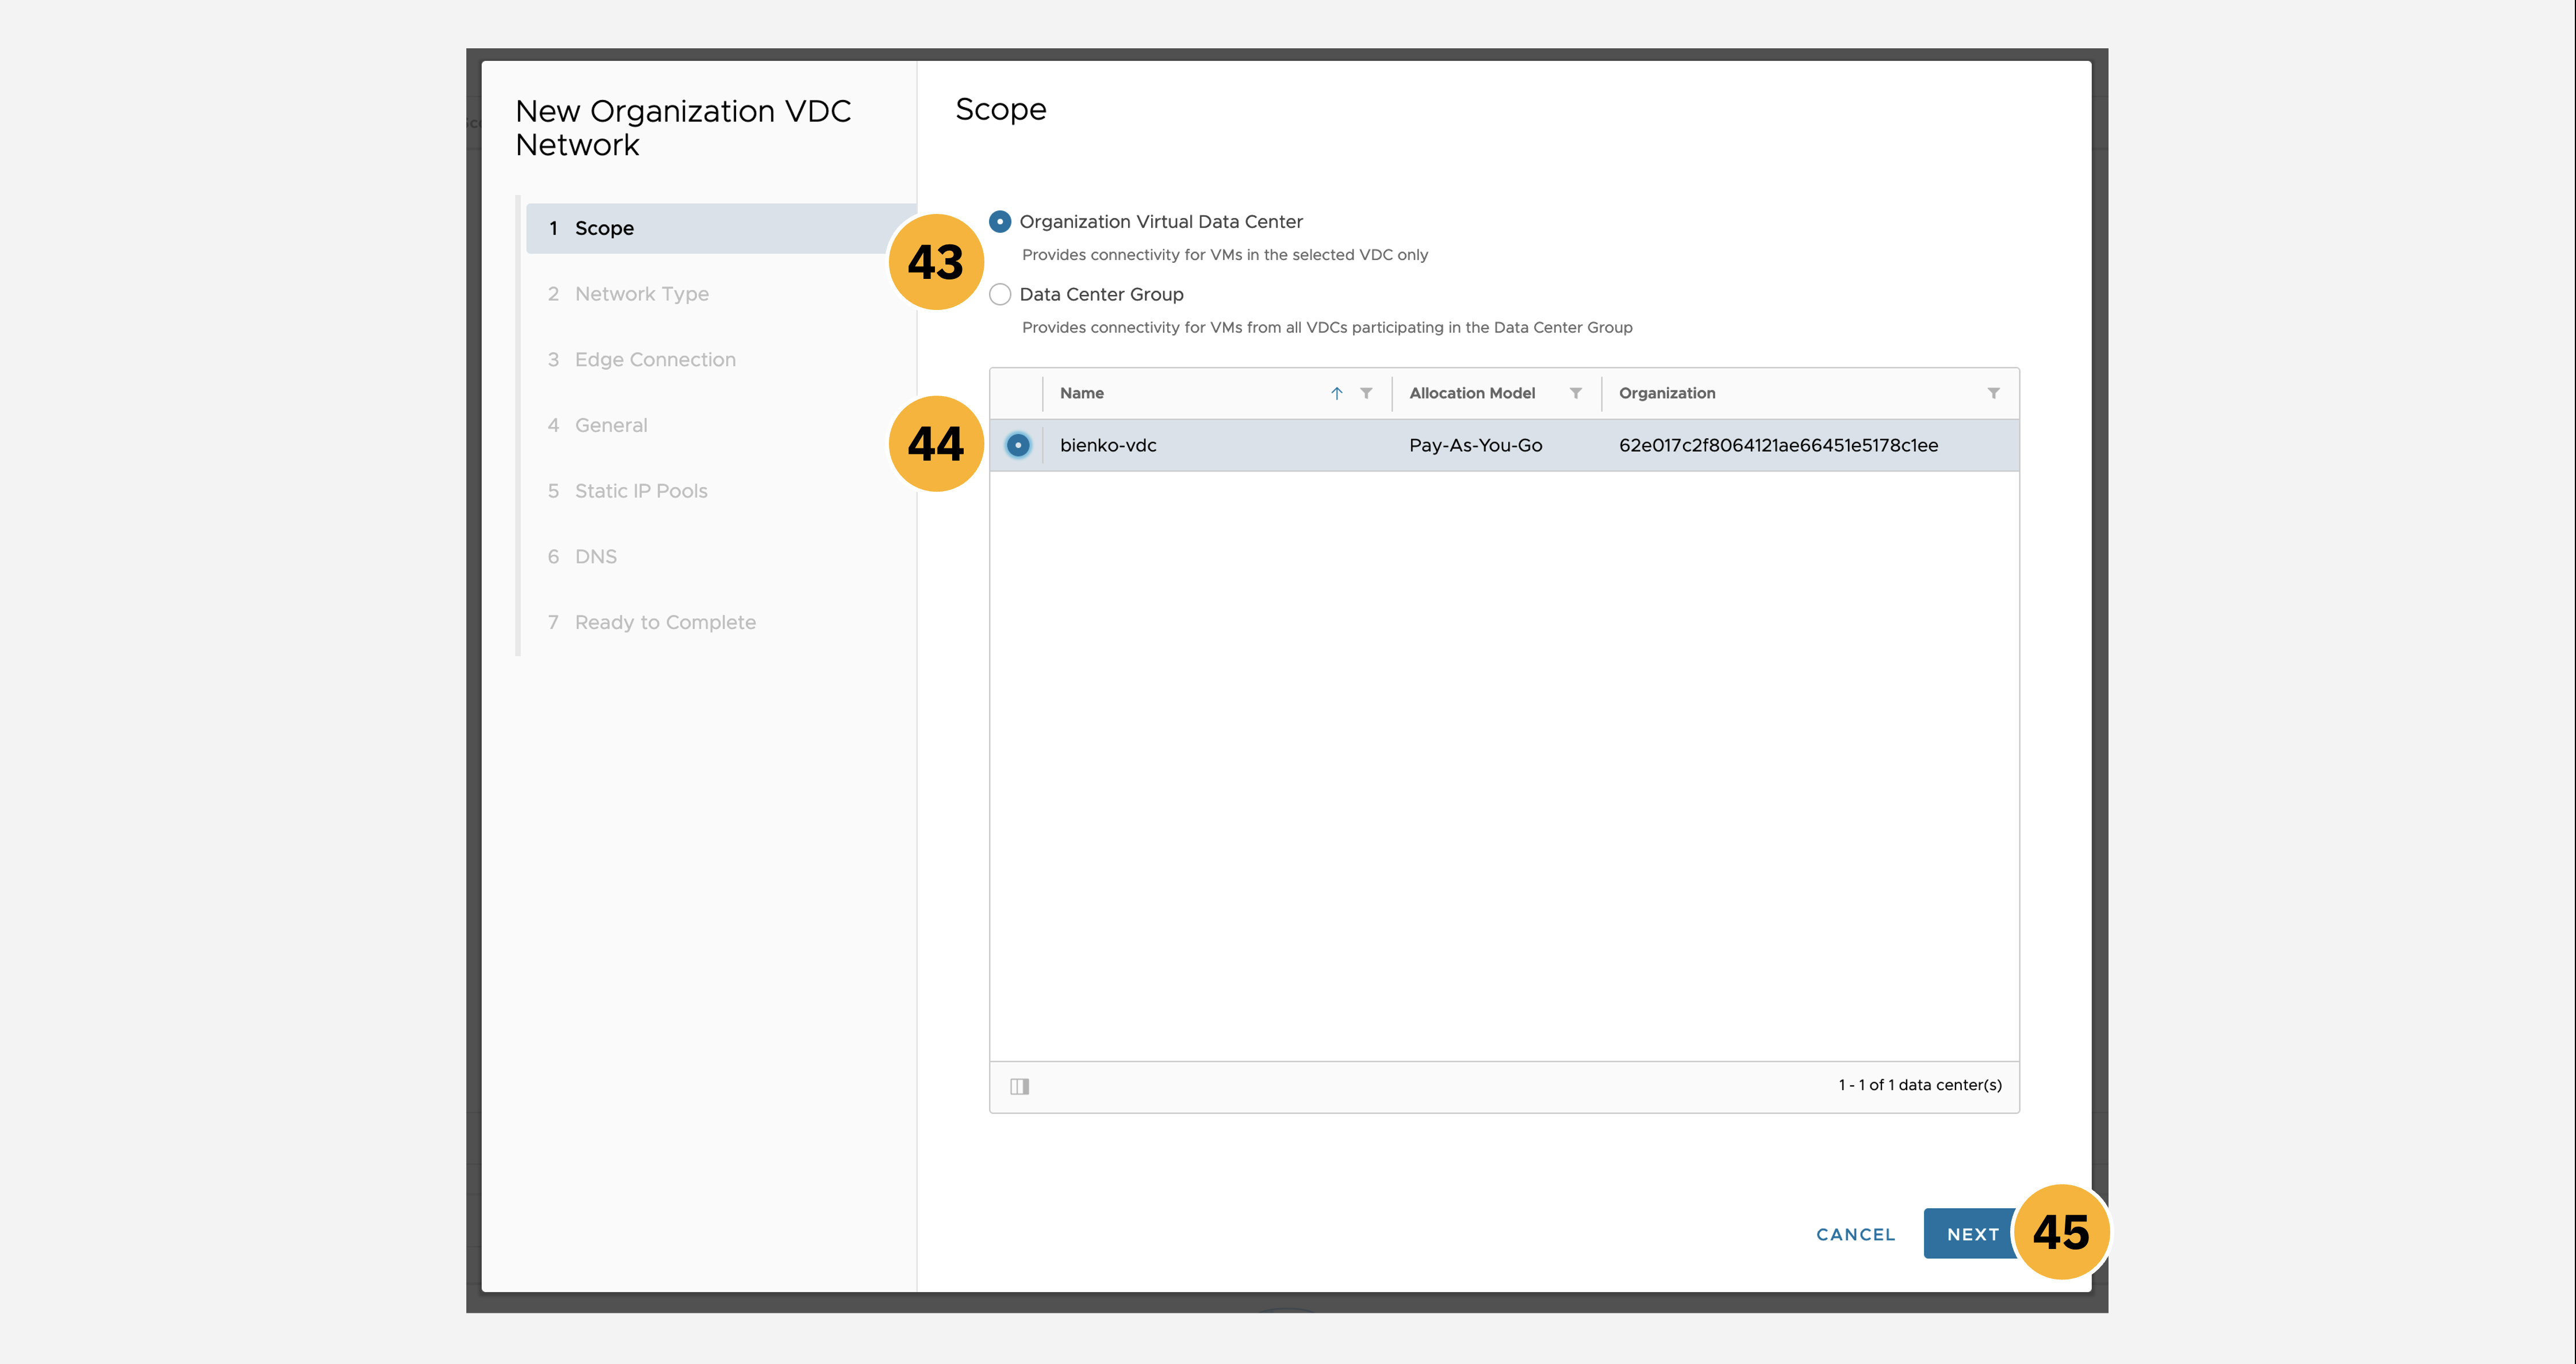 New Organization VDC
Network
1 Scope
2 Network Type
3 Edge Connection
4 General
5 Static IP Pools
6 DNS
7 Ready to Complete
Scope
43
Organization Virtual Data Center
Provides connectivity for VMs in the selected VDC only
Data Center Group
Provides connectivity for VMs from all VDCs participating in the Data Center Group
Name Allocation Model Organization
44
bienko-vdc Pay-As-You-Go 62e017c2f8064121ae66451e5178c1ee
1 - 1 of 1 data center(s)
CANCEL NEXT 45